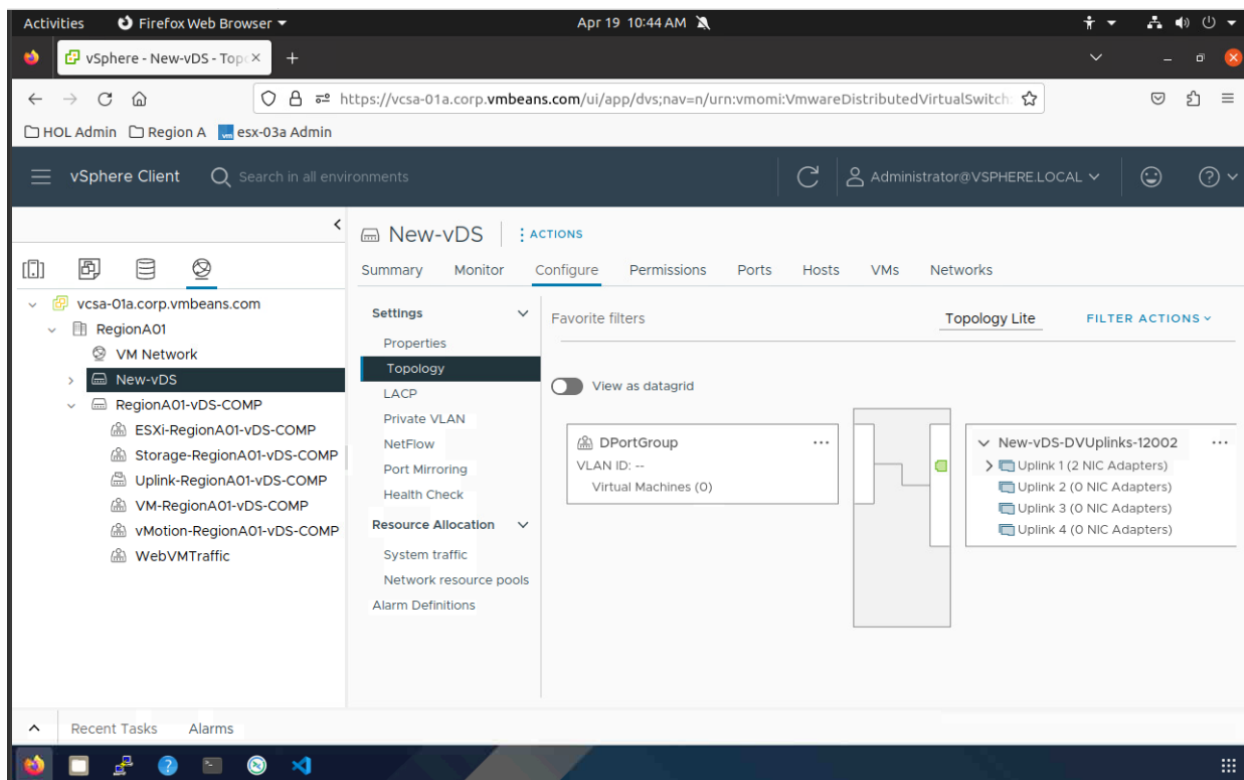 Activities Firefox Web Browser Apr 19 10:44 AM
vSphere - New-vDS - Topo
https://vcsa-01a.corp.vmbeans.com/ui/app/dvs;nav=n/urn:vmomi:VmwareDistributedVirtualSwitch:
HOL Admin Region A esx-03a Admin
vSphere Client Search in all environments Administrator@VSPHERE.LOCAL
New-vDS ACTIONS
Summary Monitor Configure Permissions Ports Hosts VMs Networks
vcsa-01a.corp.vmbeans.com
RegionA01
VM Network
New-vDS
RegionA01-vDS-COMP
ESXi-RegionA01-vDS-COMP
Storage-RegionA01-vDS-COMP
Uplink-RegionA01-vDS-COMP
VM-RegionA01-vDS-COMP
vMotion-RegionA01-vDS-COMP
WebVMTraffic
Settings
Properties
Topology
LACP
Private VLAN
NetFlow
Port Mirroring
Health Check
Resource Allocation
System traffic
Network resource pools
Alarm Definitions
Favorite filters Topology Lite FILTER ACTIONS
View as datagrid
DPortGroup ...
VLAN ID: --
Virtual Machines (0)
New-vDS-DVUplinks-12002 ...
Uplink 1 (2 NIC Adapters)
Uplink 2 (0 NIC Adapters)
Uplink 3 (0 NIC Adapters)
Uplink 4 (0 NIC Adapters)
Recent Tasks Alarms